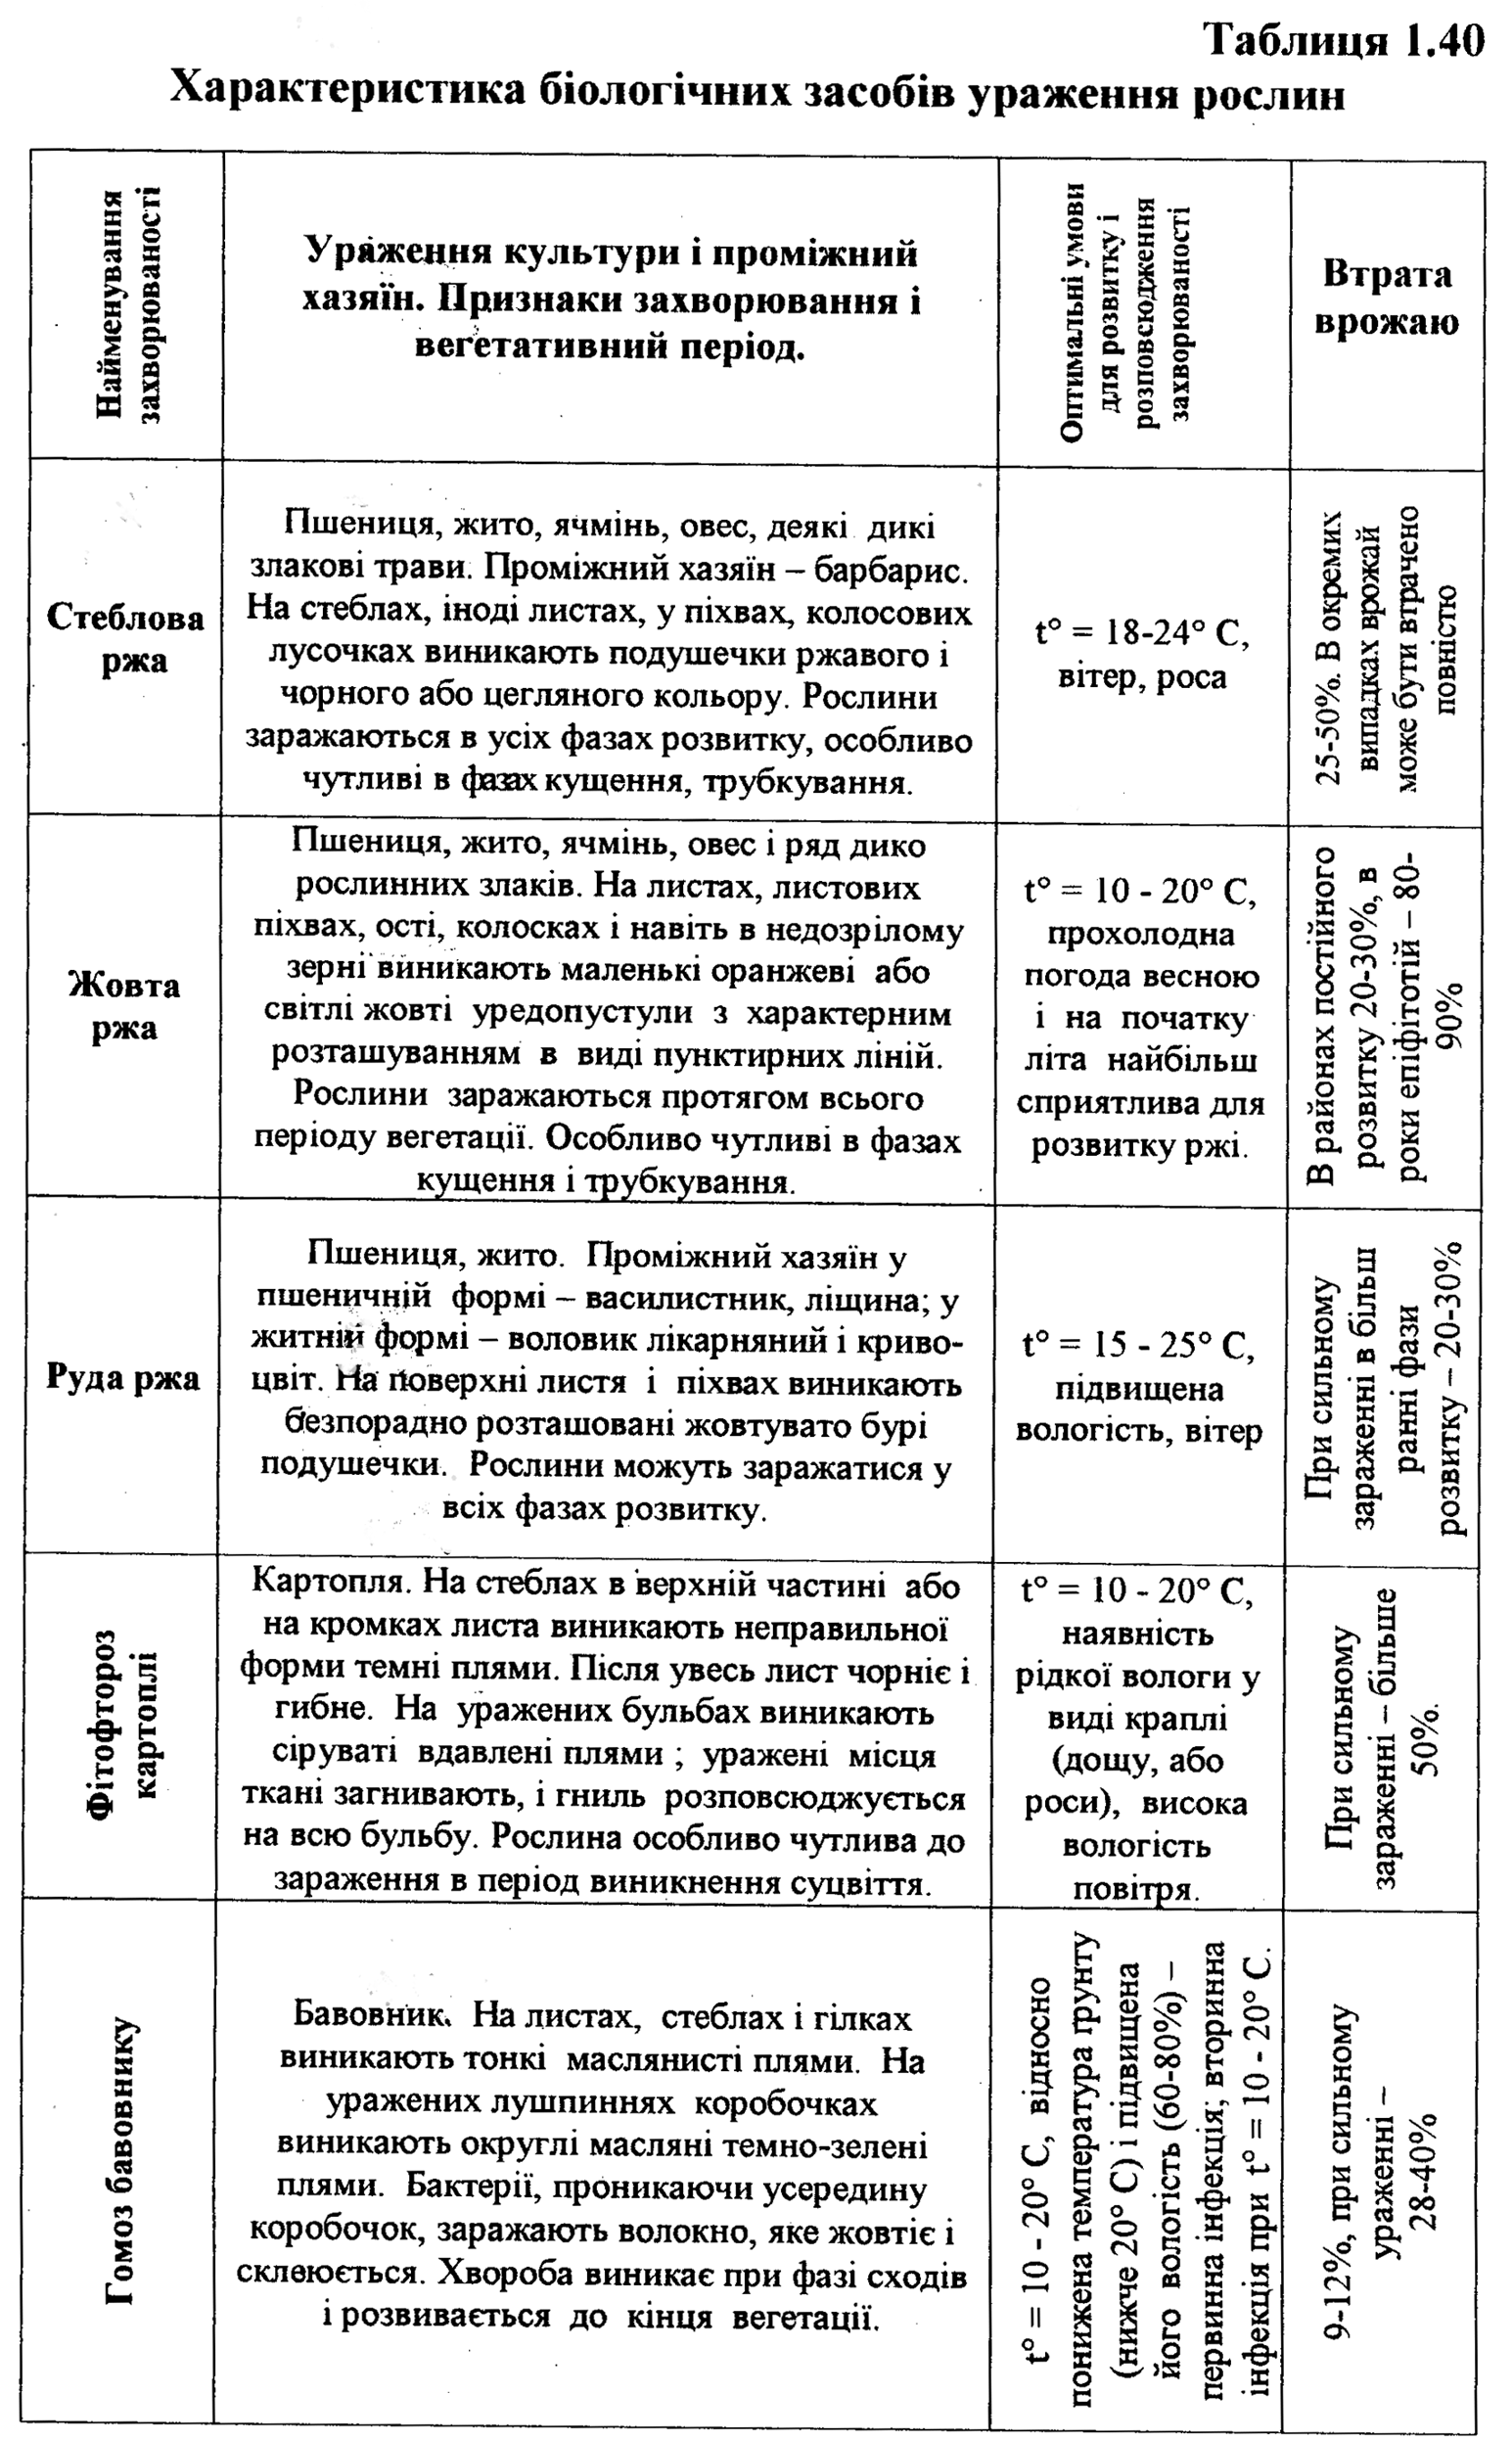 Таблиця 1.40
Характеристика біологічних засобів ураження рослин
Найменування
захворюваності
Ураження культури і проміжний
хазяїн. Признаки захворювання і
вегетативний період.
Оптимальні умови
для розвитку і
розповсюдження
захворюваності
Втрата
врожаю
Стеблова
ржа
Пшениця, жито, ячмінь, овес, деякі дикі
злакові трави. Проміжний хазяїн – барбарис.
На стеблах, іноді листах, у піхвах, колосових
лусочках виникають подушечки ржавого і
чорного або цегляного кольору. Рослини
заражаються в усіх фазах розвитку, особливо
чутливі в фазах кущення, трубкування.
t° = 18-24° С,
вітер, роса
25-50%. В окремих
випадках врожай
може бути втрачено
повністю
Жовта
ржа
Пшениця, жито, ячмінь, овес і ряд дико
рослинних злаків. На листах, листових
піхвах, ості, колосках і навіть в недозрілому
зерні виникають маленькі оранжеві або
світлі жовті уредопустули з характерним
розташуванням в виді пунктирних ліній.
Рослини заражаються протягом всього
періоду вегетації. Особливо чутливі в фазах
кущення і трубкування.
t° = 10 - 20° С,
прохолодна
погода весною
і на початку
літа найбільш
сприятлива для
розвитку ржі.
В районах постійного
розвитку 20-30%, в
роки епіфітотій – 80-
90%
Руда ржа
Пшениця, жито. Проміжний хазяїн у
пшеничній формі – василистник, ліщина; у
житній формі – воловик лікарняний і криво-
цвіт. На поверхні листя і піхвах виникають
безпорадно розташовані жовтувато бурі
подушечки. Рослини можуть заражатися у
всіх фазах розвитку.
t° = 15 - 25° С,
підвищена
вологість, вітер
При сильному
зараженні в більш
ранні фази
розвитку – 20-30%
Фітофтороз
картоплі
Картопля. На стеблах в верхній частині або
на кромках листа виникають неправильної
форми темні плями. Після увесь лист чорніє і
гибне. На уражених бульбах виникають
сіруваті вдавлені плями ; уражені місця
ткані загнивають, і гниль розповсюджується
на всю бульбу. Рослина особливо чутлива до
зараження в період виникнення суцвіття.
t° = 10 - 20° С,
наявність
рідкої вологи у
виді краплі
(дощу, або
роси), висока
вологість
повітря.
При сильному
зараженні – більше
50%.
Гомоз бавовнику
Бавовник. На листах, стеблах і гілках
виникають тонкі маслянисті плями. На
уражених лушпиннях коробочках
виникають округлі масляні темно-зелені
плями. Бактерії, проникаючи усередину
коробочок, заражають волокно, яке жовтіє і
склеюється. Хвороба виникає при фазі сходів
і розвивається до кінця вегетації.
t° = 10 - 20° С, відносно
понижена температура ґрунту
(нижче 20° С) і підвищена
його вологість (60-80%) –
первинна інфекція; вторинна
інфекція при t° = 10 - 20° С.
9-12%, при сильному
ураженні –
28-40%